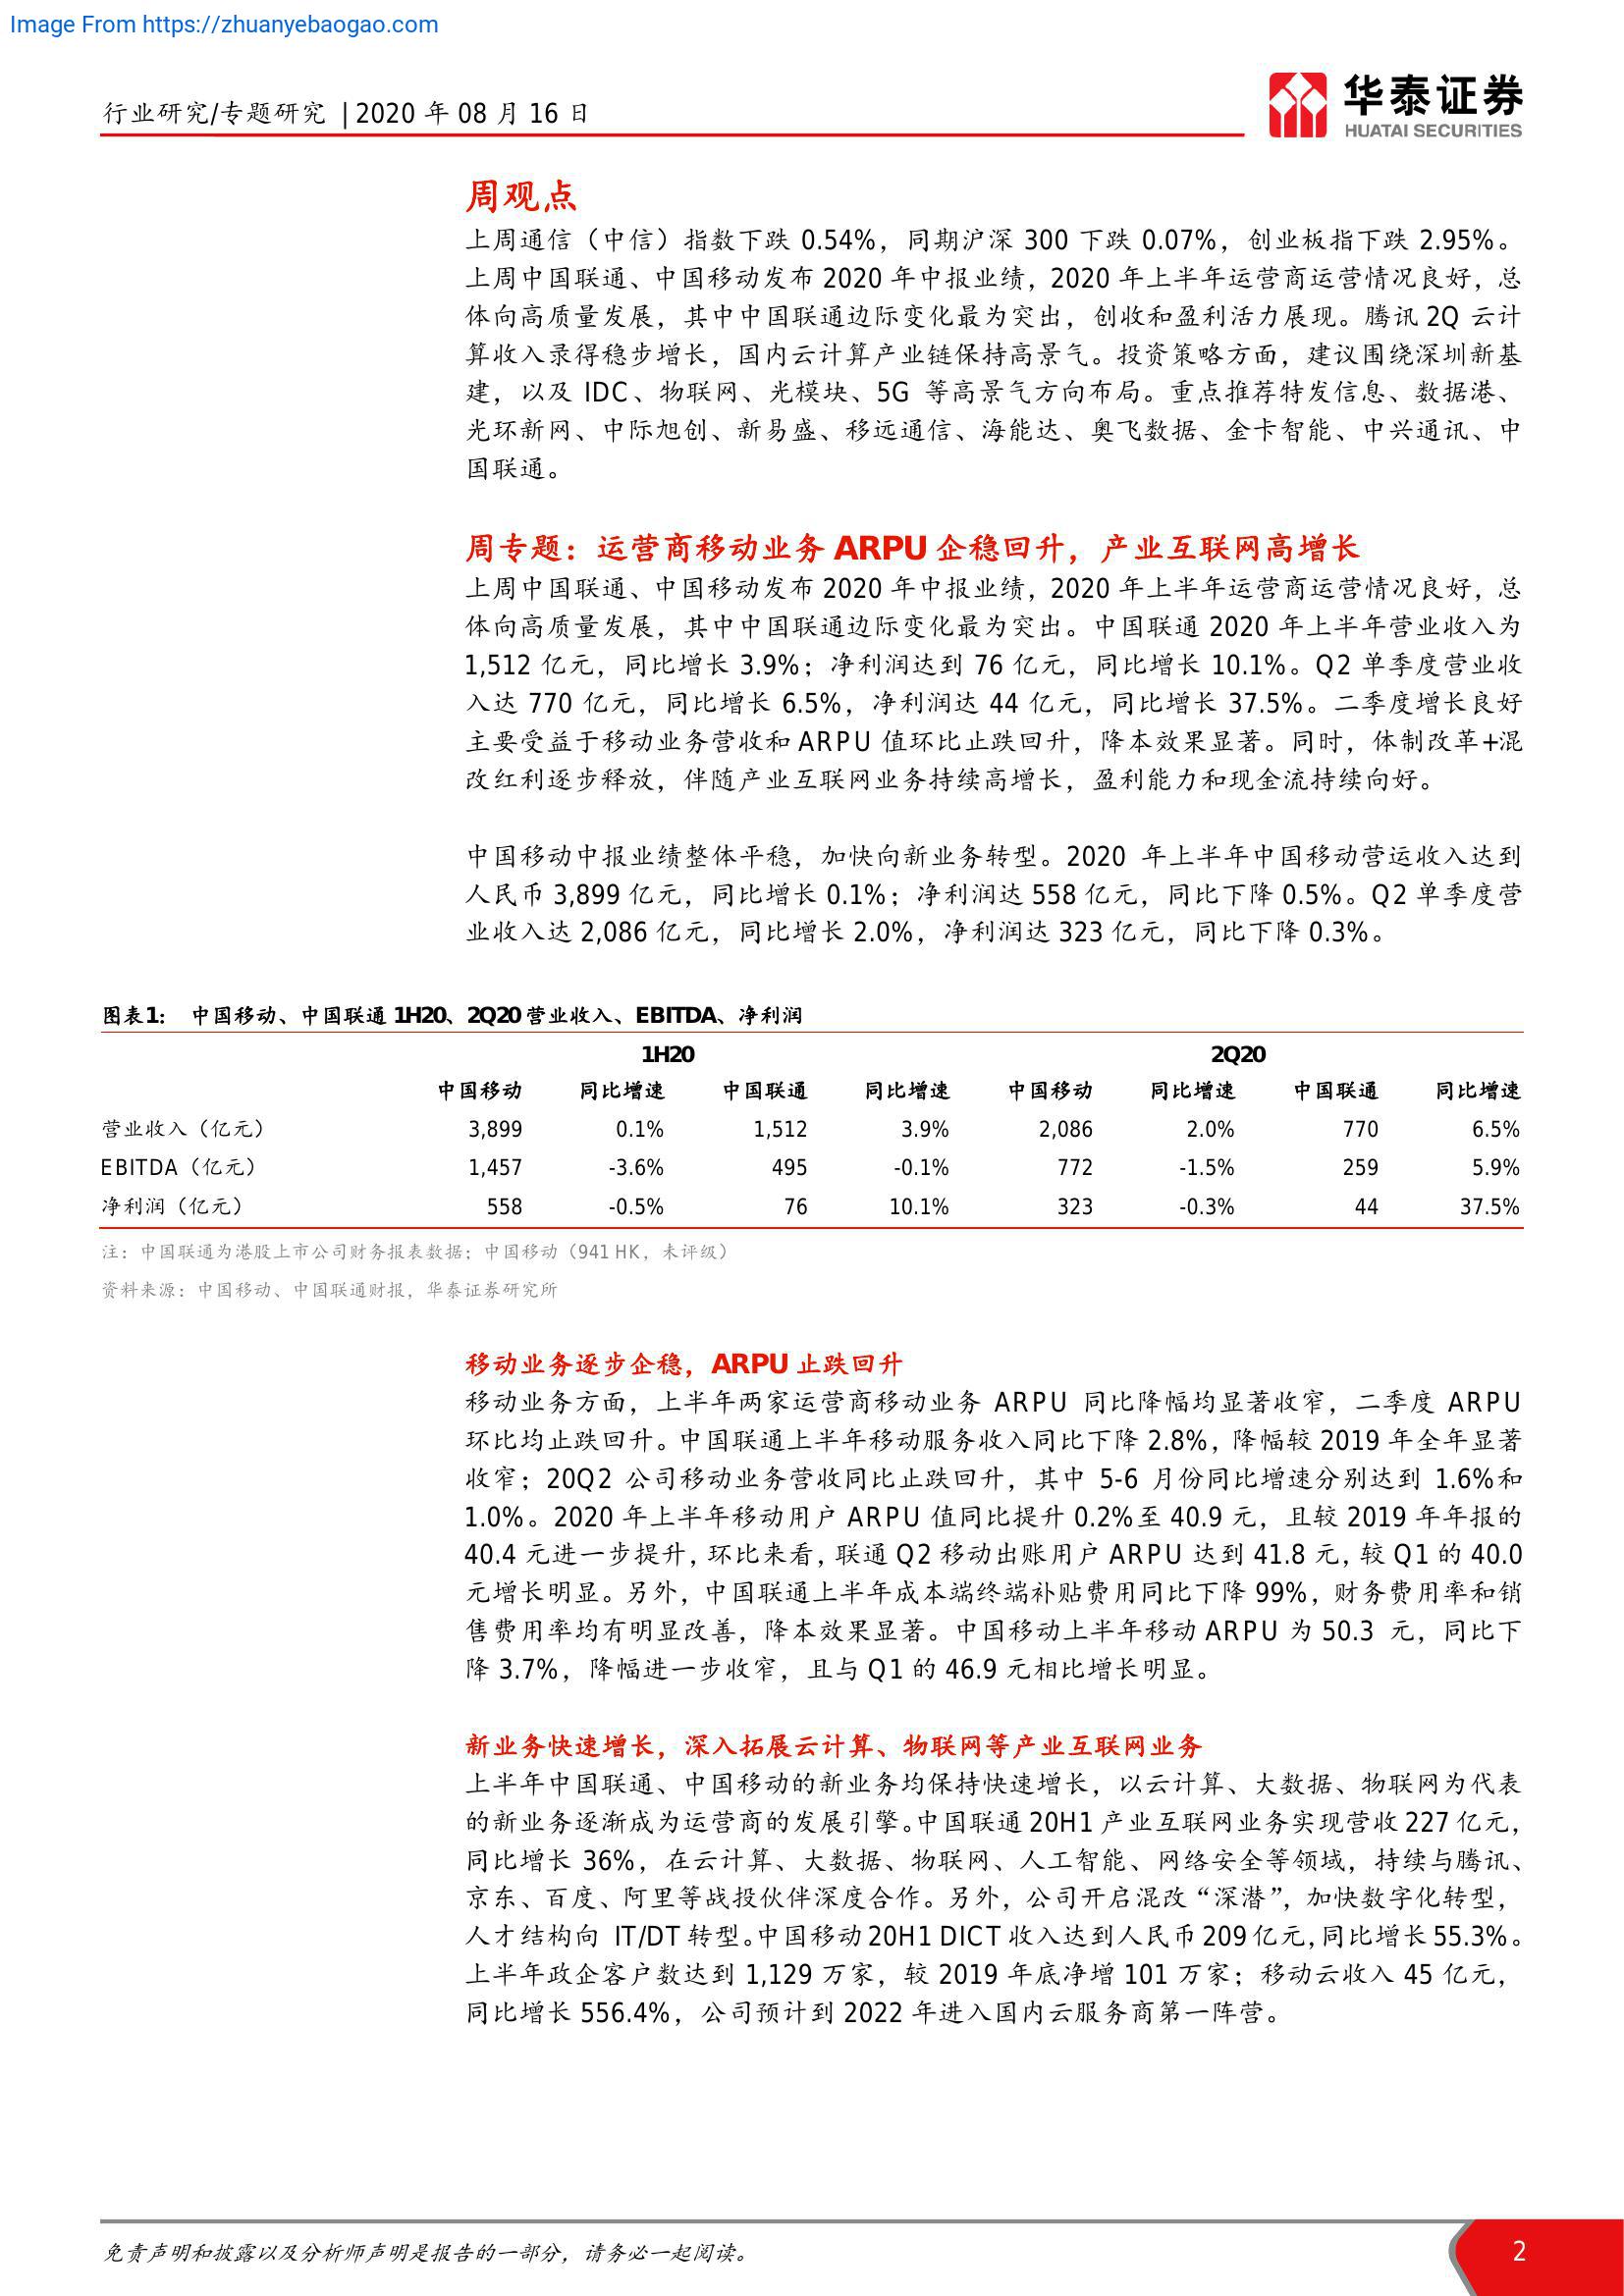 Image From https://zhuanyebaogao.com
行业研究/专题研究 | 2020 年 08 月 16 日
华泰证券
HUATAI SECURITIES
周观点
上周通信（中信）指数下跌 0.54%，同期沪深 300 下跌 0.07%，创业板指下跌 2.95%。
上周中国联通、中国移动发布 2020 年中报业绩，2020 年上半年运营商运营情况良好，总
体向高质量发展，其中中国联通边际变化最为突出，创收和盈利活力展现。腾讯 2Q 云计
算收入录得稳步增长，国内云计算产业链保持高景气。投资策略方面，建议围绕深圳新基
建，以及 IDC、物联网、光模块、5G 等高景气方向布局。重点推荐特发信息、数据港、
光环新网、中际旭创、新易盛、移远通信、海能达、奥飞数据、金卡智能、中兴通讯、中
国联通。
周专题：运营商移动业务 ARPU 企稳回升，产业互联网高增长
上周中国联通、中国移动发布 2020 年中报业绩，2020 年上半年运营商运营情况良好，总
体向高质量发展，其中中国联通边际变化最为突出。中国联通 2020 年上半年营业收入为
1,512 亿元，同比增长 3.9%；净利润达到 76 亿元，同比增长 10.1%。Q2 单季度营业收
入达 770 亿元，同比增长 6.5%，净利润达 44 亿元，同比增长 37.5%。二季度增长良好
主要受益于移动业务营收和 ARPU 值环比止跌回升，降本效果显著。同时，体制改革+混
改红利逐步释放，伴随产业互联网业务持续高增长，盈利能力和现金流持续向好。
中国移动中报业绩整体平稳，加快向新业务转型。2020 年上半年中国移动营运收入达到
人民币 3,899 亿元，同比增长 0.1%；净利润达 558 亿元，同比下降 0.5%。Q2 单季度营
业收入达 2,086 亿元，同比增长 2.0%，净利润达 323 亿元，同比下降 0.3%。
图表1： 中国移动、中国联通 1H20、2Q20 营业收入、EBITDA、净利润
1H20 2Q20
中国移动 同比增速 中国联通 同比增速 中国移动 同比增速 中国联通 同比增速
营业收入（亿元） 3,899 0.1% 1,512 3.9% 2,086 2.0% 770 6.5%
EBITDA（亿元） 1,457 -3.6% 495 -0.1% 772 -1.5% 259 5.9%
净利润（亿元） 558 -0.5% 76 10.1% 323 -0.3% 44 37.5%
注：中国联通为港股上市公司财务报表数据；中国移动（941 HK，未评级）
资料来源：中国移动、中国联通财报，华泰证券研究所
移动业务逐步企稳，ARPU 止跌回升
移动业务方面，上半年两家运营商移动业务 ARPU 同比降幅均显著收窄，二季度 ARPU
环比均止跌回升。中国联通上半年移动服务收入同比下降 2.8%，降幅较 2019 年全年显著
收窄；20Q2 公司移动业务营收同比止跌回升，其中 5-6 月份同比增速分别达到 1.6%和
1.0%。2020 年上半年移动用户 ARPU 值同比提升 0.2%至 40.9 元，且较 2019 年年报的
40.4 元进一步提升，环比来看，联通 Q2 移动出账用户 ARPU 达到 41.8 元，较 Q1 的 40.0
元增长明显。另外，中国联通上半年成本端终端补贴费用同比下降 99%，财务费用率和销
售费用率均有明显改善，降本效果显著。中国移动上半年移动 ARPU 为 50.3 元，同比下
降 3.7%，降幅进一步收窄，且与 Q1 的 46.9 元相比增长明显。
新业务快速增长，深入拓展云计算、物联网等产业互联网业务
上半年中国联通、中国移动的新业务均保持快速增长，以云计算、大数据、物联网为代表
的新业务逐渐成为运营商的发展引擎。中国联通 20H1 产业互联网业务实现营收 227 亿元，
同比增长 36%，在云计算、大数据、物联网、人工智能、网络安全等领域，持续与腾讯、
京东、百度、阿里等战投伙伴深度合作。另外，公司开启混改“深潜”，加快数字化转型，
人才结构向 IT/DT 转型。中国移动 20H1 DICT 收入达到人民币 209 亿元，同比增长 55.3%。
上半年政企客户数达到 1,129 万家，较 2019 年底净增 101 万家；移动云收入 45 亿元，
同比增长 556.4%，公司预计到 2022 年进入国内云服务商第一阵营。
免责声明和披露以及分析师声明是报告的一部分，请务必一起阅读。
2